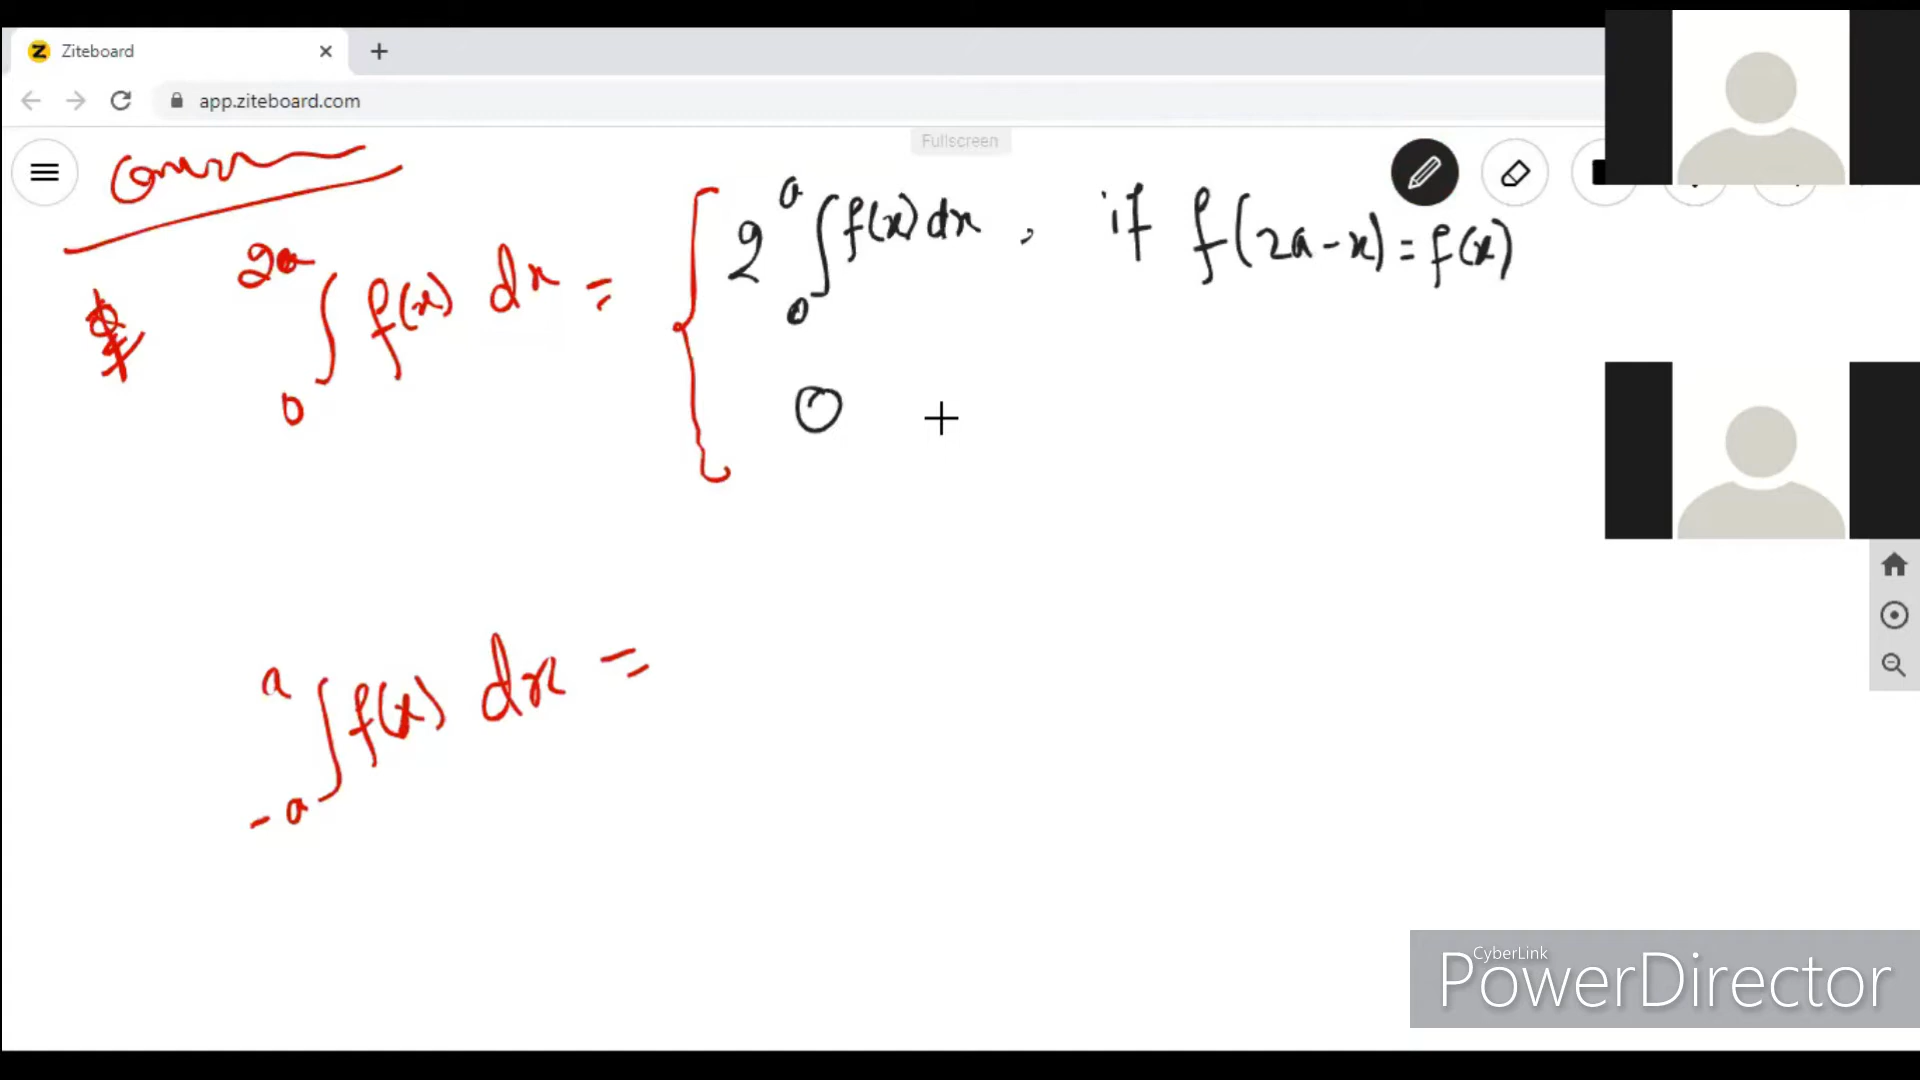 Ziteboard
app.ziteboard.com
Fullscreen
2a∫0 f(x) dx = { 2 a∫0 f(x) dx , if f(2a-x) = f(x)
0
a∫-a f(x) dx =
CyberLink
PowerDirector